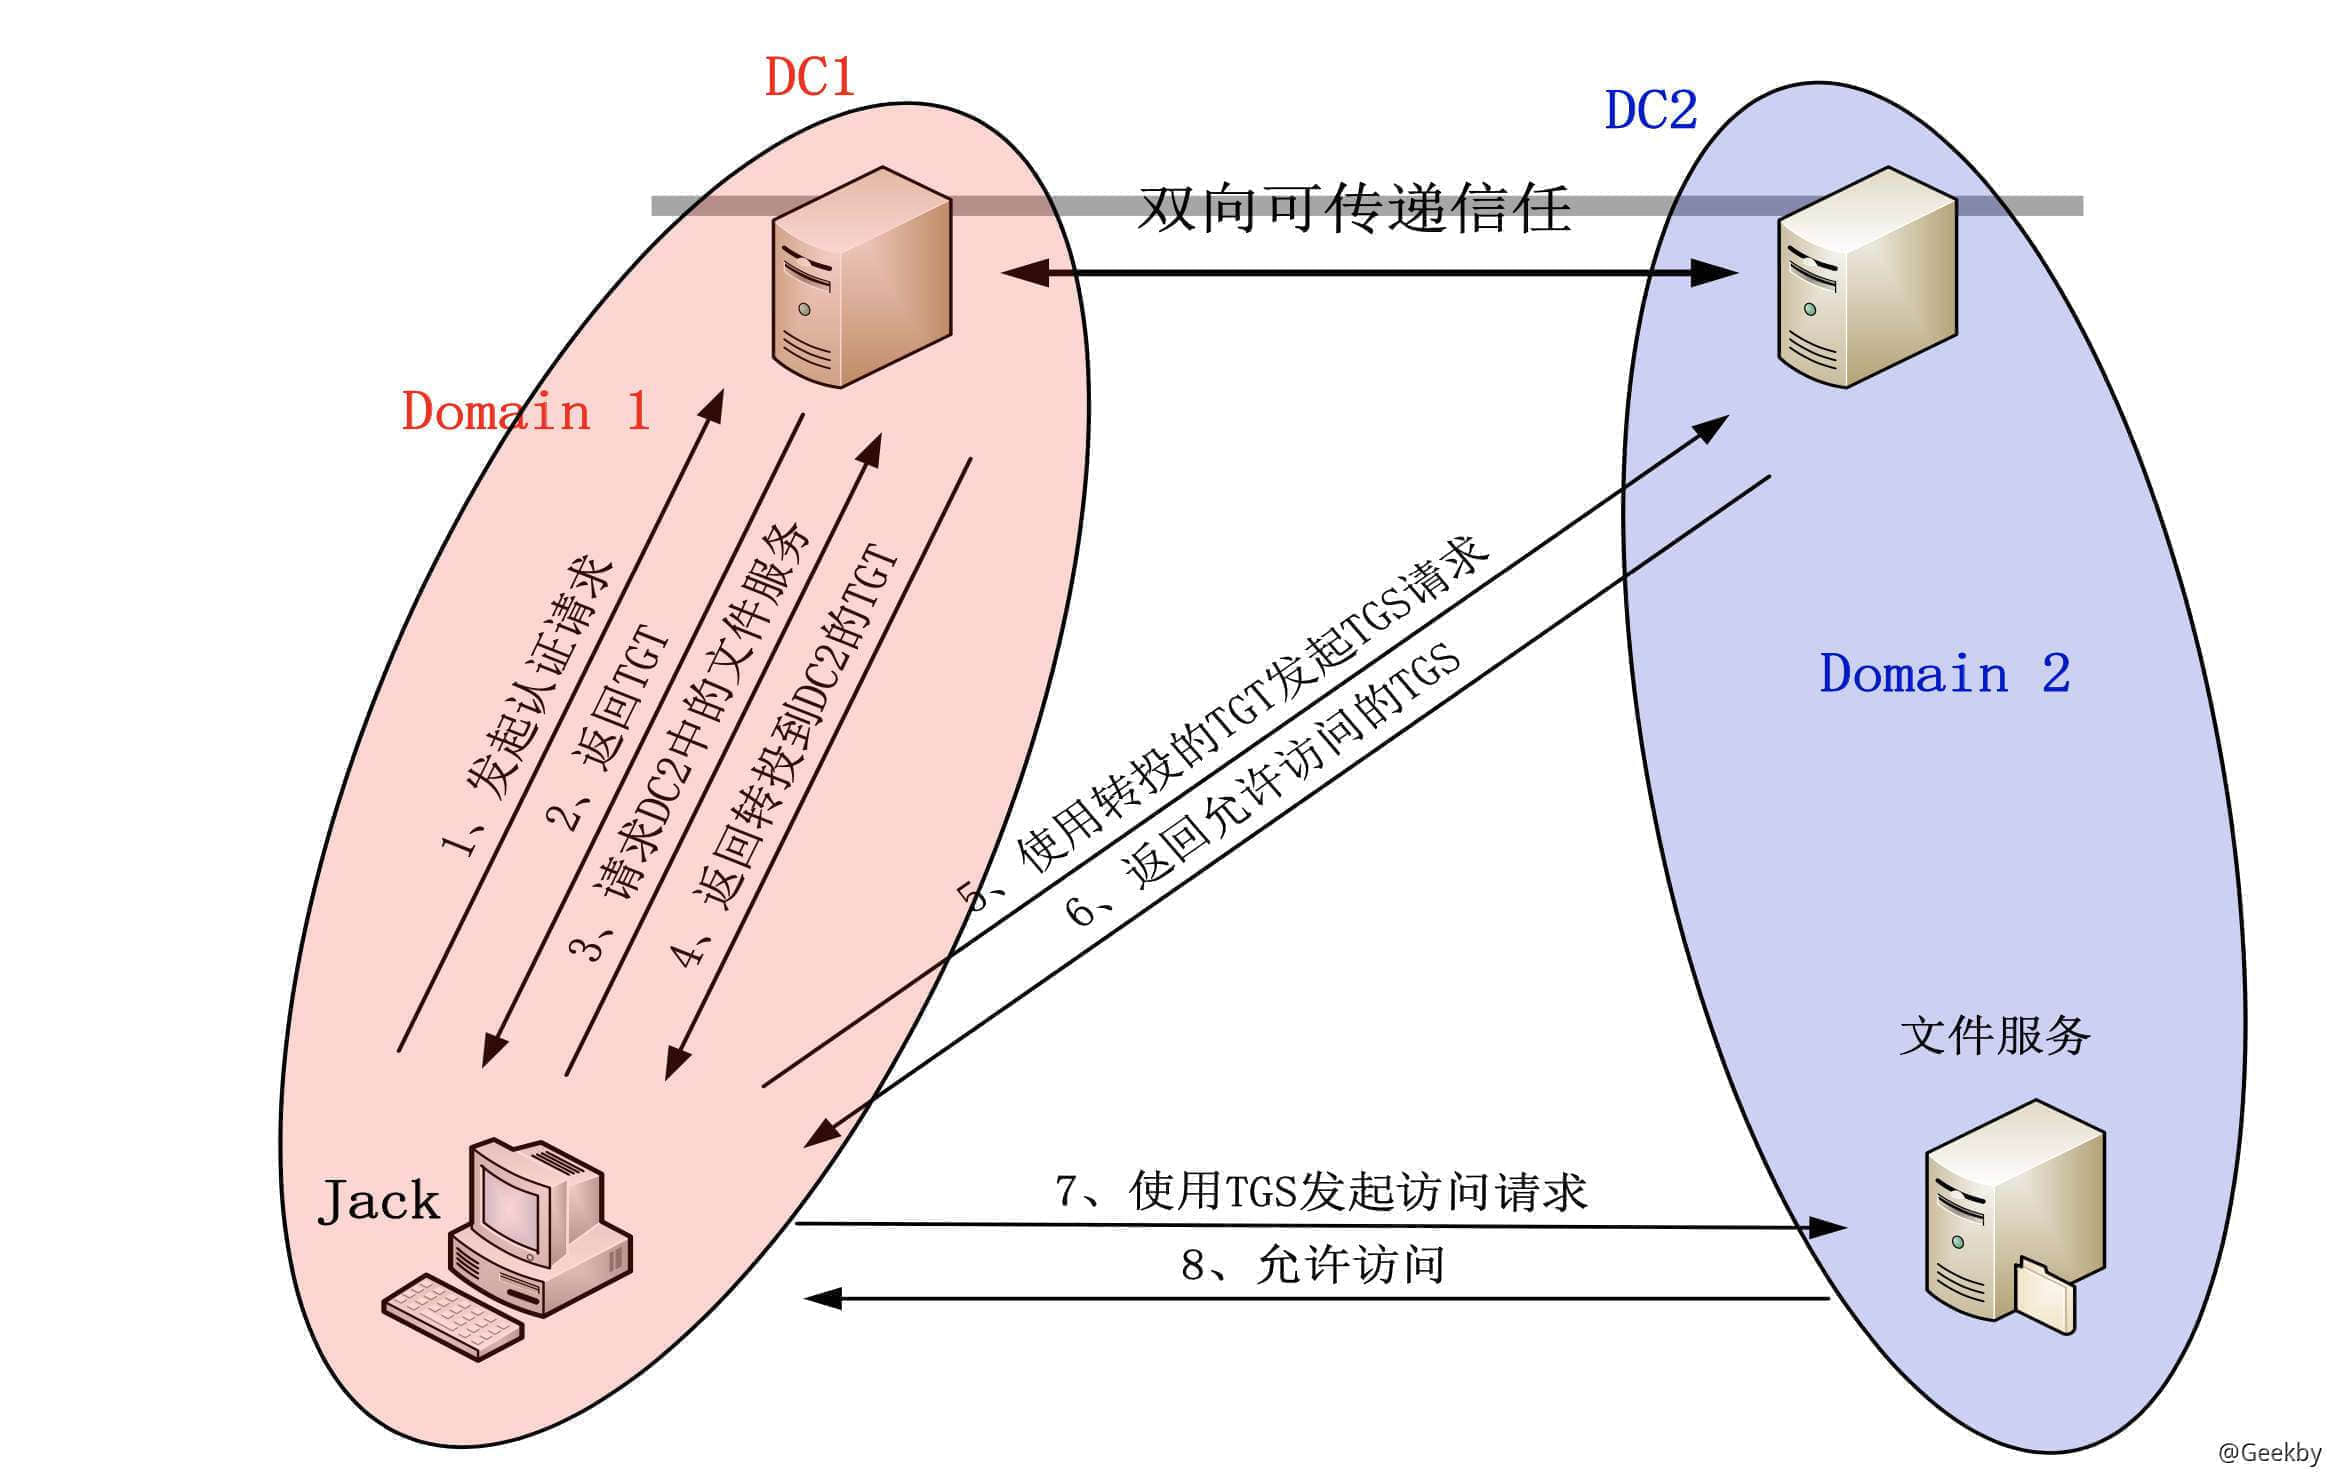 DC1
DC2
双向可传递信任
Domain 1
1、发起认证请求
2、返回TGT
3、请求DC2中的文件服务
4、返回转投到DC2的TGT
5、使用转投的TGT发起TGS请求
6、返回允许访问的TGS
Domain 2
文件服务
Jack
7、使用TGS发起访问请求
8、允许访问
@Geekby